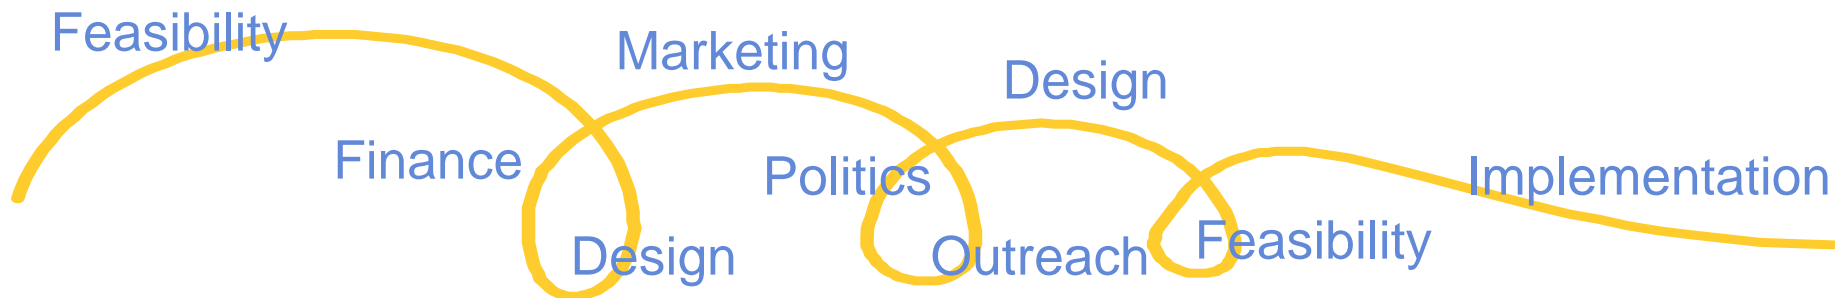 Feasibility
Marketing
Design
Finance
Politics
Implementation
Design
Outreach
Feasibility